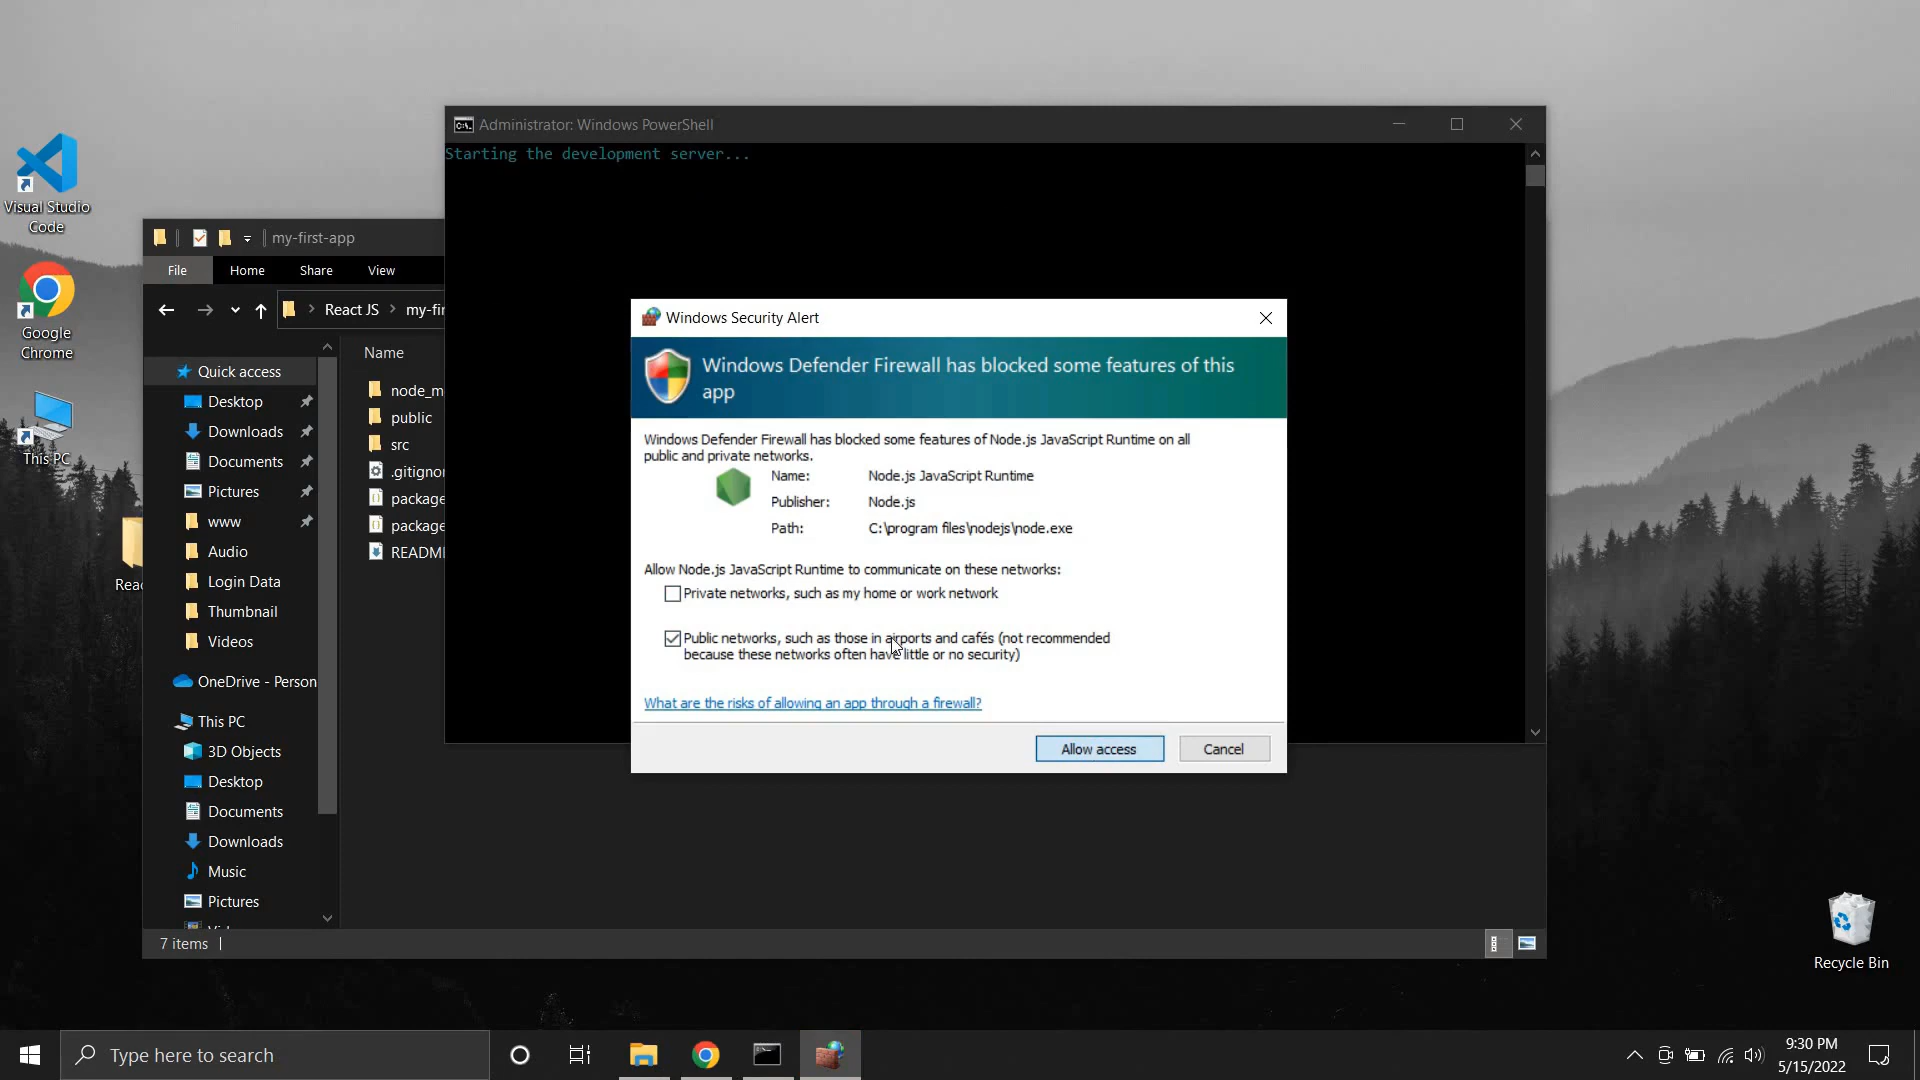 Visual Studio
Code
Google
Chrome
This PC
my-first-app
File
Home
Share
View
React JS
Name
Quick access
Desktop
Downloads
Documents
Pictures
www
Audio
Login Data
Thumbnail
Videos
OneDrive - Person
This PC
3D Objects
Desktop
Documents
Downloads
Music
Pictures
public
src
7 items
Administrator: Windows PowerShell
Starting the development server...
Windows Security Alert
Windows Defender Firewall has blocked some features of this
app
Windows Defender Firewall has blocked some features of Node.js JavaScript Runtime on all
public and private networks.
Name: Node.js JavaScript Runtime
Publisher: Node.js
Path: C:\program files\nodejs\node.exe
Allow Node.js JavaScript Runtime to communicate on these networks:
Private networks, such as my home or work network
Public networks, such as those in airports and cafés (not recommended
because these networks often have little or no security)
What are the risks of allowing an app through a firewall?
Allow access
Cancel
Recycle Bin
Type here to search
9:30 PM
5/15/2022